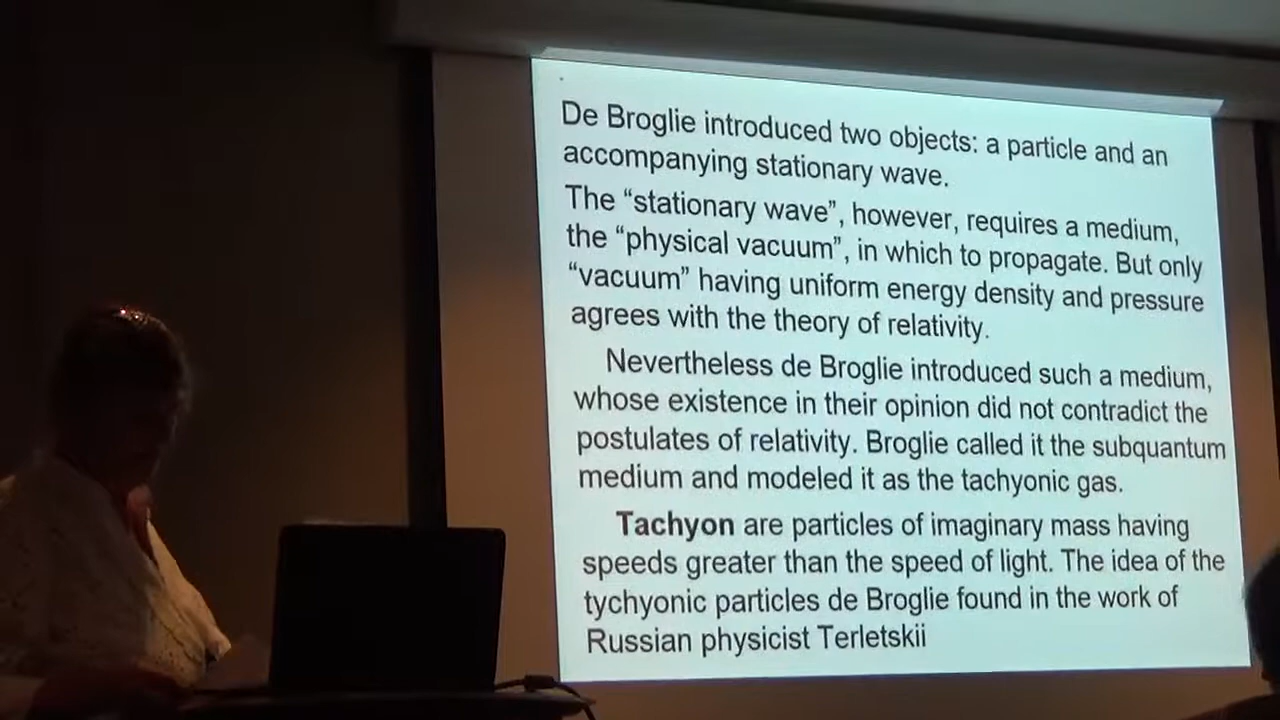 De Broglie introduced two objects: a particle and an
accompanying stationary wave.
The “stationary wave”, however, requires a medium,
the “physical vacuum”, in which to propagate. But only
“vacuum” having uniform energy density and pressure
agrees with the theory of relativity.
Nevertheless de Broglie introduced such a medium,
whose existence in their opinion did not contradict the
postulates of relativity. Broglie called it the subquantum
medium and modeled it as the tachyonic gas.
Tachyon are particles of imaginary mass having
speeds greater than the speed of light. The idea of the
tychyonic particles de Broglie found in the work of
Russian physicist Terletskii